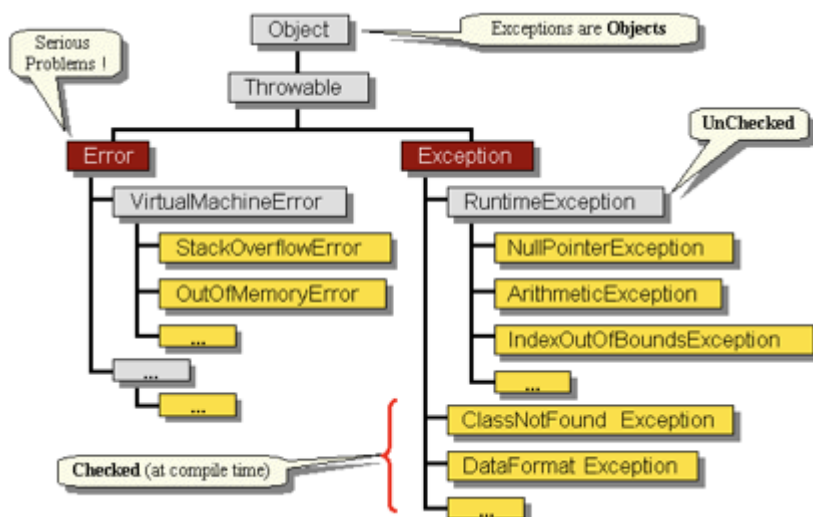 Object
Exceptions are Objects
Serious
Problems !
Throwable
UnChecked
Error
Exception
VirtualMachineError
RuntimeException
StackOverflowError
NullPointerException
OutOfMemoryError
ArithmeticException
...
IndexOutOfBoundsException
...
...
...
ClassNotFound Exception
Checked (at compile time)
DataFormat Exception
...